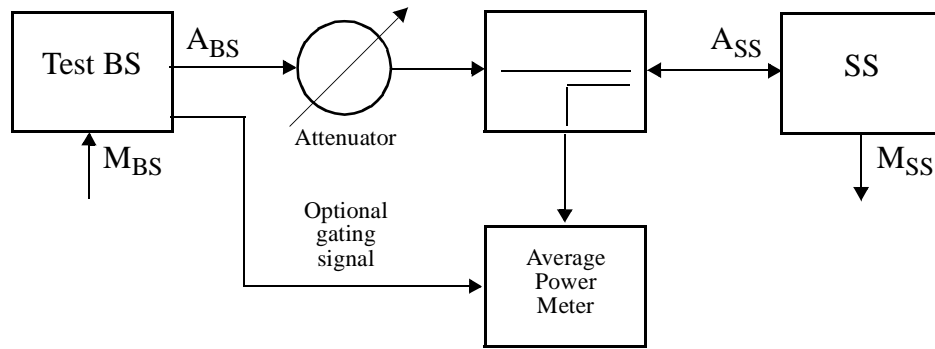 Test BS
A_BS
Attenuator
A_SS
SS
M_BS
M_SS
Optional
gating
signal
Average
Power
Meter